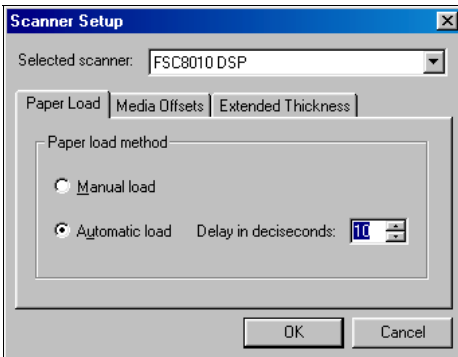 Scanner Setup
Selected scanner: FSC8010 DSP
Paper Load Media Offsets Extended Thickness
Paper load method
Manual load
Automatic load Delay in deciseconds: 10
OK Cancel